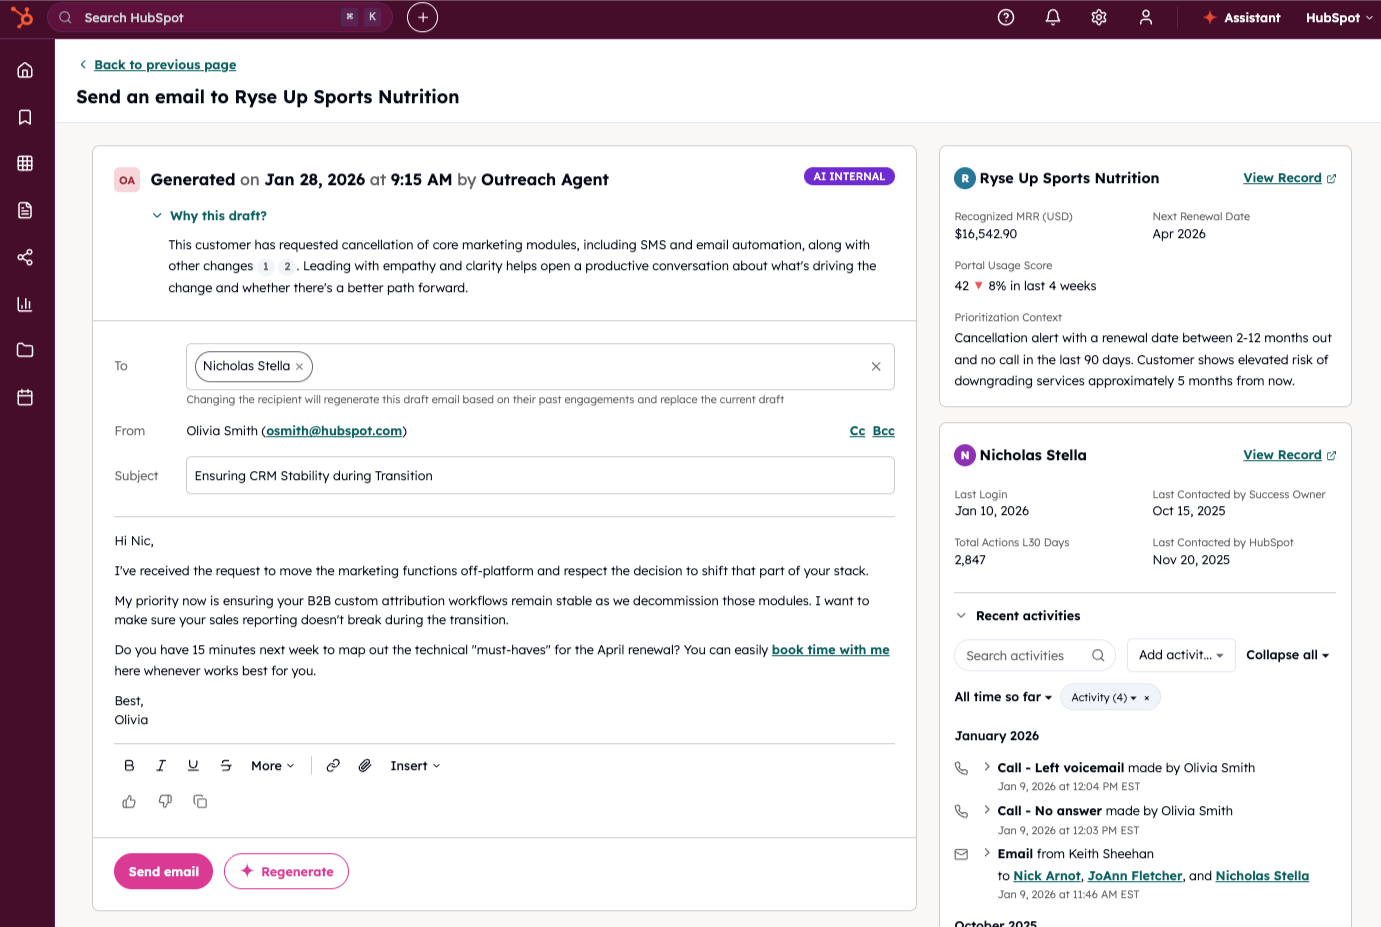 Search HubSpot
⌘ K
Assistant
HubSpot
Back to previous page
Send an email to Ryse Up Sports Nutrition
OA
Generated on Jan 28, 2026 at 9:15 AM by Outreach Agent
AI INTERNAL
Why this draft?
This customer has requested cancellation of core marketing modules, including SMS and email automation, along with
other changes 1 2 . Leading with empathy and clarity helps open a productive conversation about what's driving the
change and whether there's a better path forward.
To
Nicholas Stella ×
Changing the recipient will regenerate this draft email based on their past engagements and replace the current draft
From
Olivia Smith (osmith@hubspot.com)
Cc Bcc
Subject
Ensuring CRM Stability during Transition
Hi Nic,
I've received the request to move the marketing functions off-platform and respect the decision to shift that part of your stack.
My priority now is ensuring your B2B custom attribution workflows remain stable as we decommission those modules. I want to
make sure your sales reporting doesn't break during the transition.
Do you have 15 minutes next week to map out the technical "must-haves" for the April renewal? You can easily book time with me
here whenever works best for you.
Best,
Olivia
B I U S More
Insert
Send email
Regenerate
R
Ryse Up Sports Nutrition
View Record
Recognized MRR (USD)
$16,542.90
Next Renewal Date
Apr 2026
Portal Usage Score
42 ▼ 8% in last 4 weeks
Prioritization Context
Cancellation alert with a renewal date between 2-12 months out
and no call in the last 90 days. Customer shows elevated risk of
downgrading services approximately 5 months from now.
N
Nicholas Stella
View Record
Last Login
Jan 10, 2026
Last Contacted by Success Owner
Oct 15, 2025
Total Actions L30 Days
2,847
Last Contacted by HubSpot
Nov 20, 2025
Recent activities
Search activities
Add activit...
Collapse all
All time so far
Activity (4) ×
January 2026
Call - Left voicemail made by Olivia Smith
Jan 9, 2026 at 12:04 PM EST
Call - No answer made by Olivia Smith
Jan 9, 2026 at 12:03 PM EST
Email from Keith Sheehan
to Nick Arnot, JoAnn Fletcher, and Nicholas Stella
Jan 9, 2026 at 11:46 AM EST
October 2025